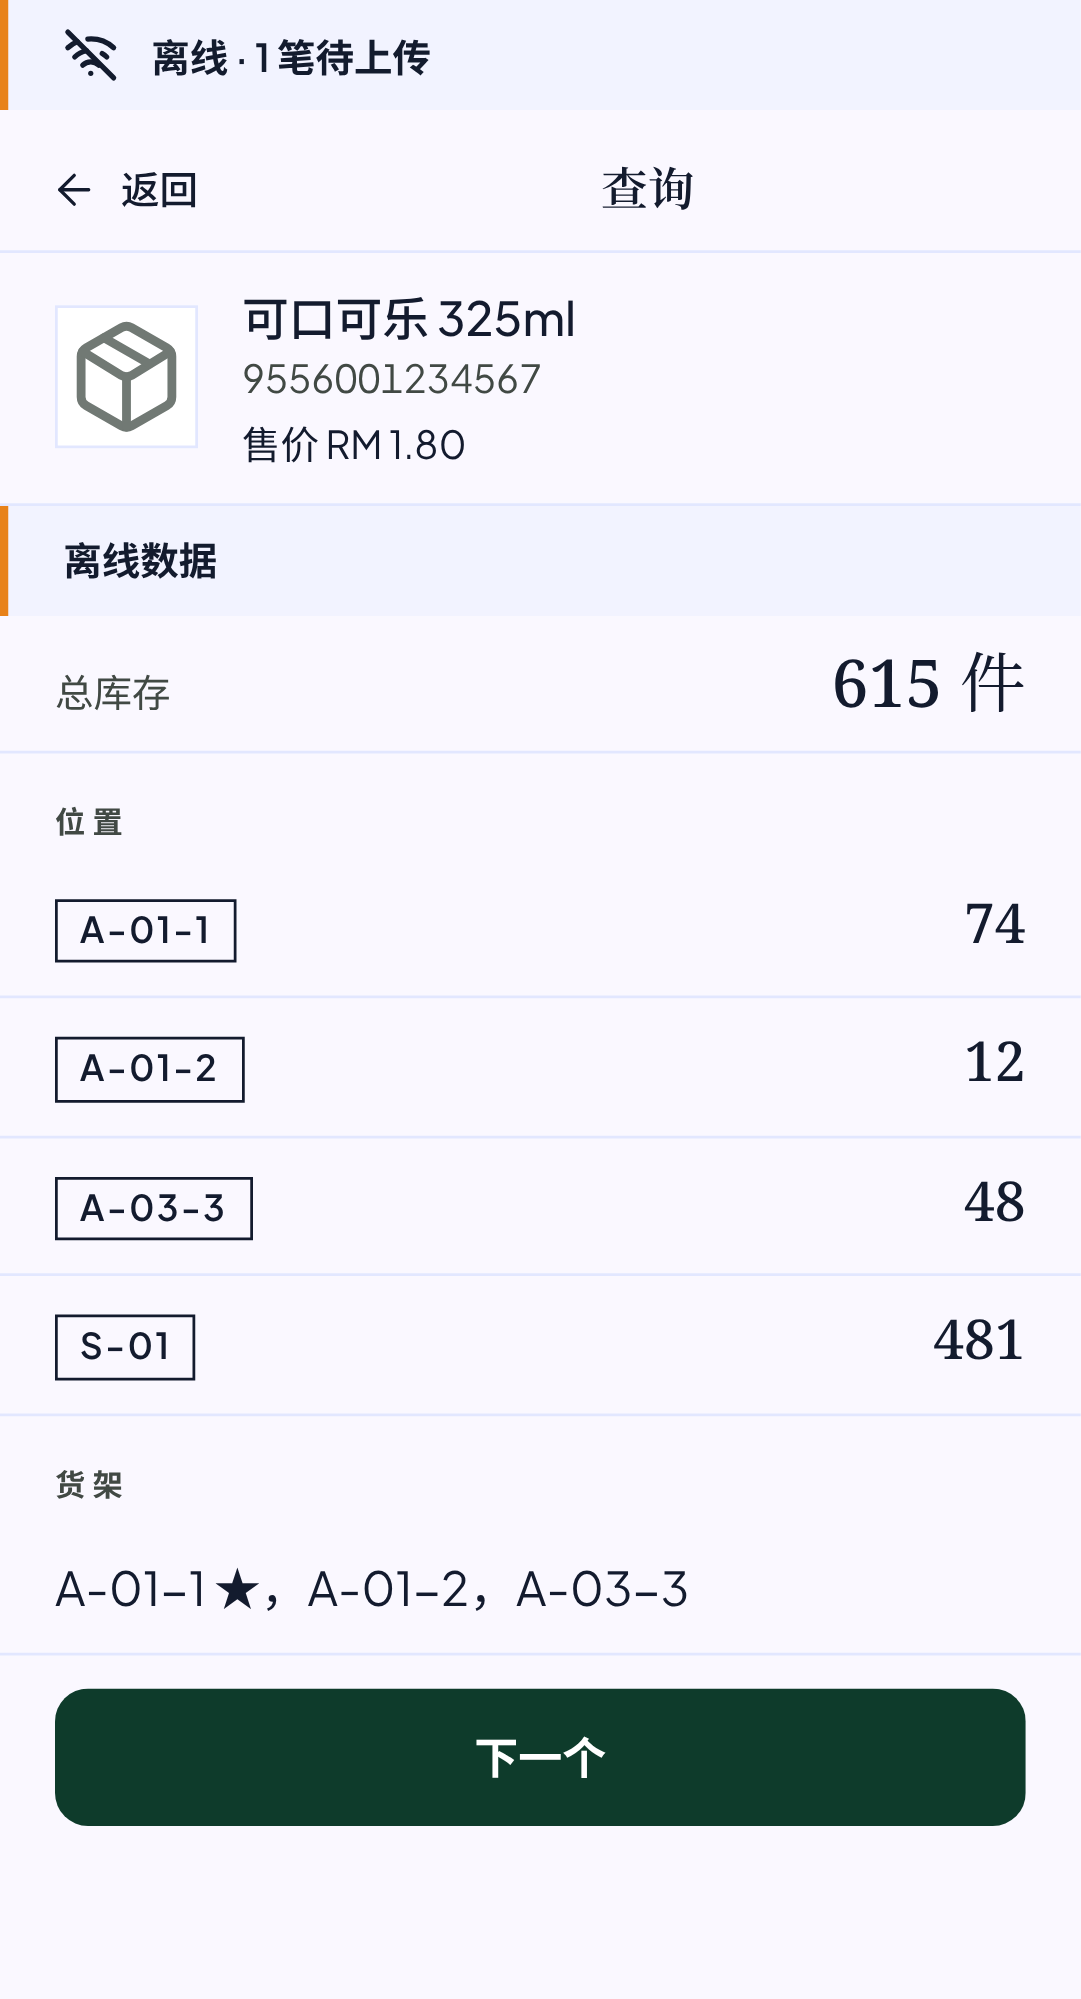 离线 · 1 笔待上传
返回
查询
可口可乐 325ml
9556001234567
售价 RM 1.80
离线数据
总库存
615 件
位置
A-01-1
74
A-01-2
12
A-03-3
48
S-01
481
货架
A-01-1 ★，A-01-2，A-03-3
下一个